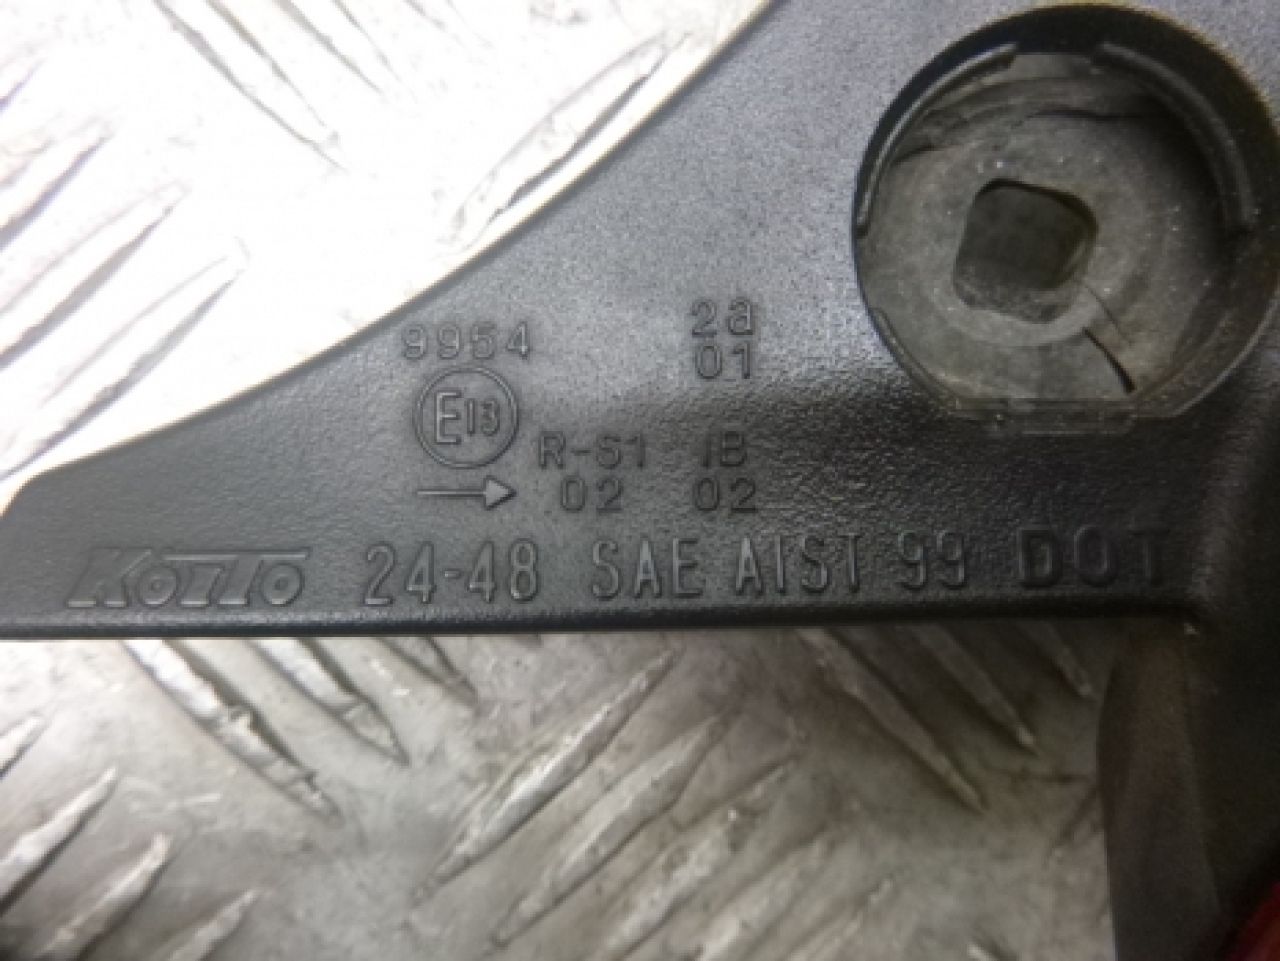 9954
2a
01
E13
R-S1 IB
02 02
KoiTo 24-48 SAE AIST 99 DOT